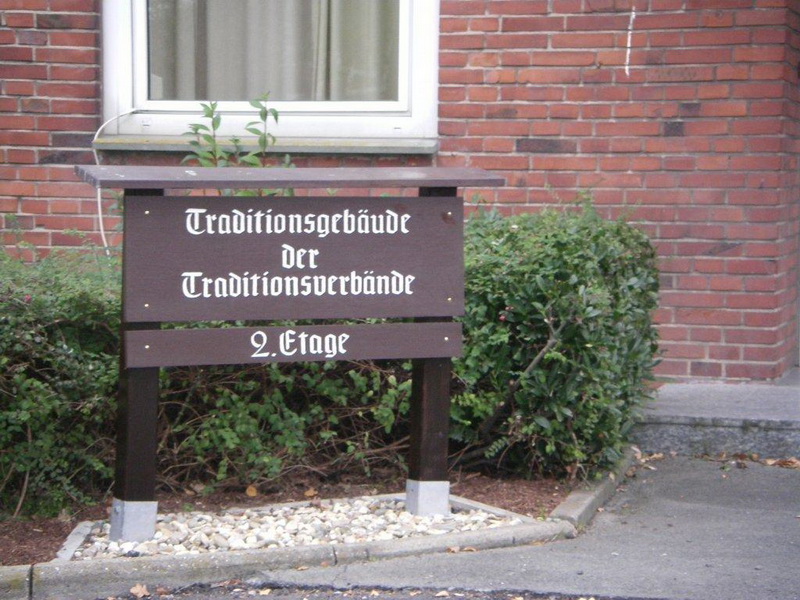 Traditionsgebäude
der
Traditionsverbände
2. Etage